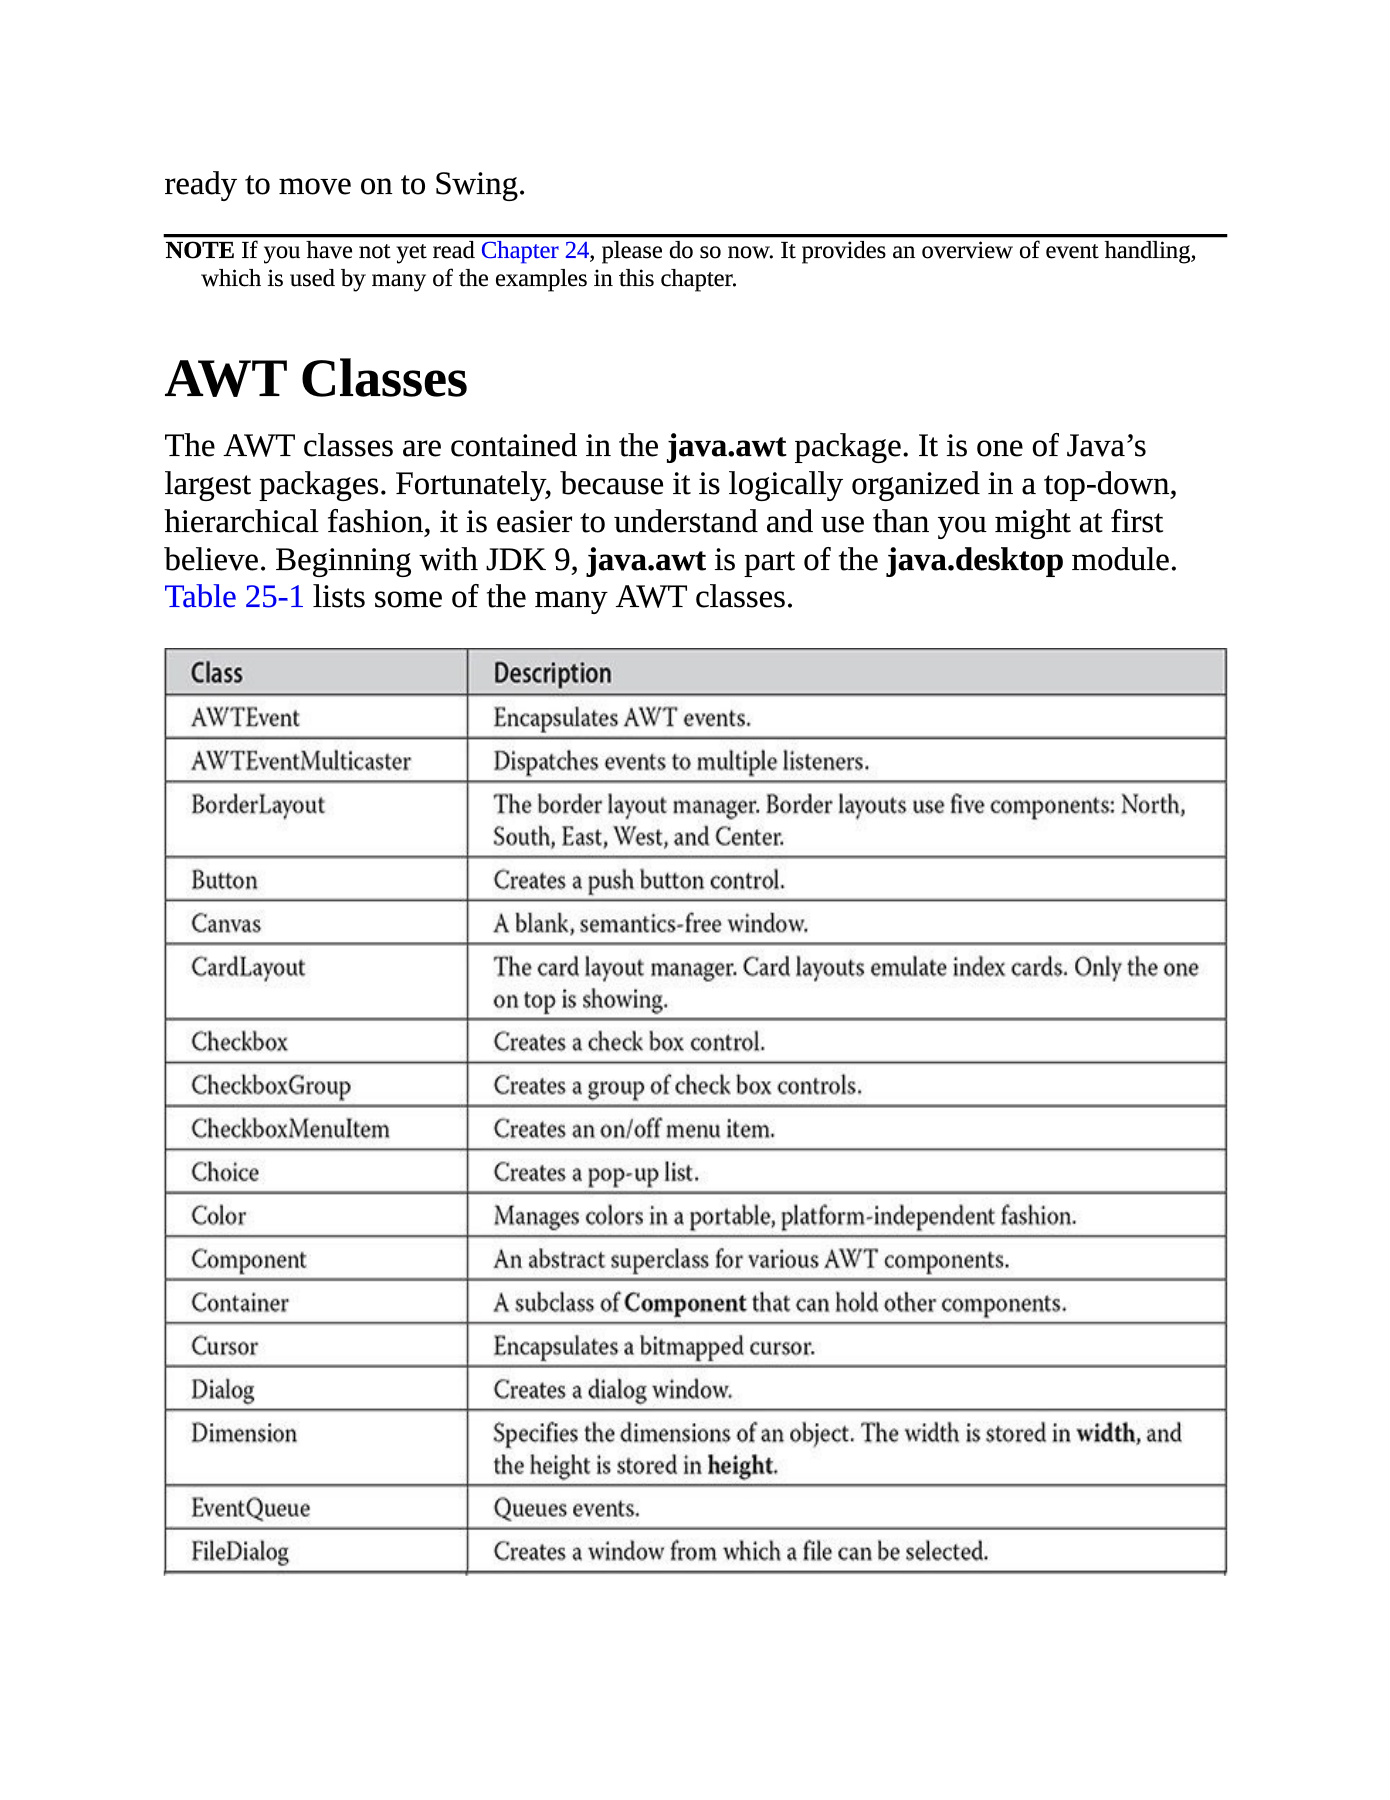 ready to move on to Swing.
NOTE If you have not yet read Chapter 24, please do so now. It provides an overview of event handling,
which is used by many of the examples in this chapter.
AWT Classes
The AWT classes are contained in the java.awt package. It is one of Java’s
largest packages. Fortunately, because it is logically organized in a top-down,
hierarchical fashion, it is easier to understand and use than you might at first
believe. Beginning with JDK 9, java.awt is part of the java.desktop module.
Table 25-1 lists some of the many AWT classes.
Class Description
AWTEvent Encapsulates AWT events.
AWTEventMulticaster Dispatches events to multiple listeners.
BorderLayout The border layout manager. Border layouts use five components: North,
South, East, West, and Center.
Button Creates a push button control.
Canvas A blank, semantics-free window.
CardLayout The card layout manager. Card layouts emulate index cards. Only the one
on top is showing.
Checkbox Creates a check box control.
CheckboxGroup Creates a group of check box controls.
CheckboxMenuItem Creates an on/off menu item.
Choice Creates a pop-up list.
Color Manages colors in a portable, platform-independent fashion.
Component An abstract superclass for various AWT components.
Container A subclass of Component that can hold other components.
Cursor Encapsulates a bitmapped cursor.
Dialog Creates a dialog window.
Dimension Specifies the dimensions of an object. The width is stored in width, and
the height is stored in height.
EventQueue Queues events.
FileDialog Creates a window from which a file can be selected.